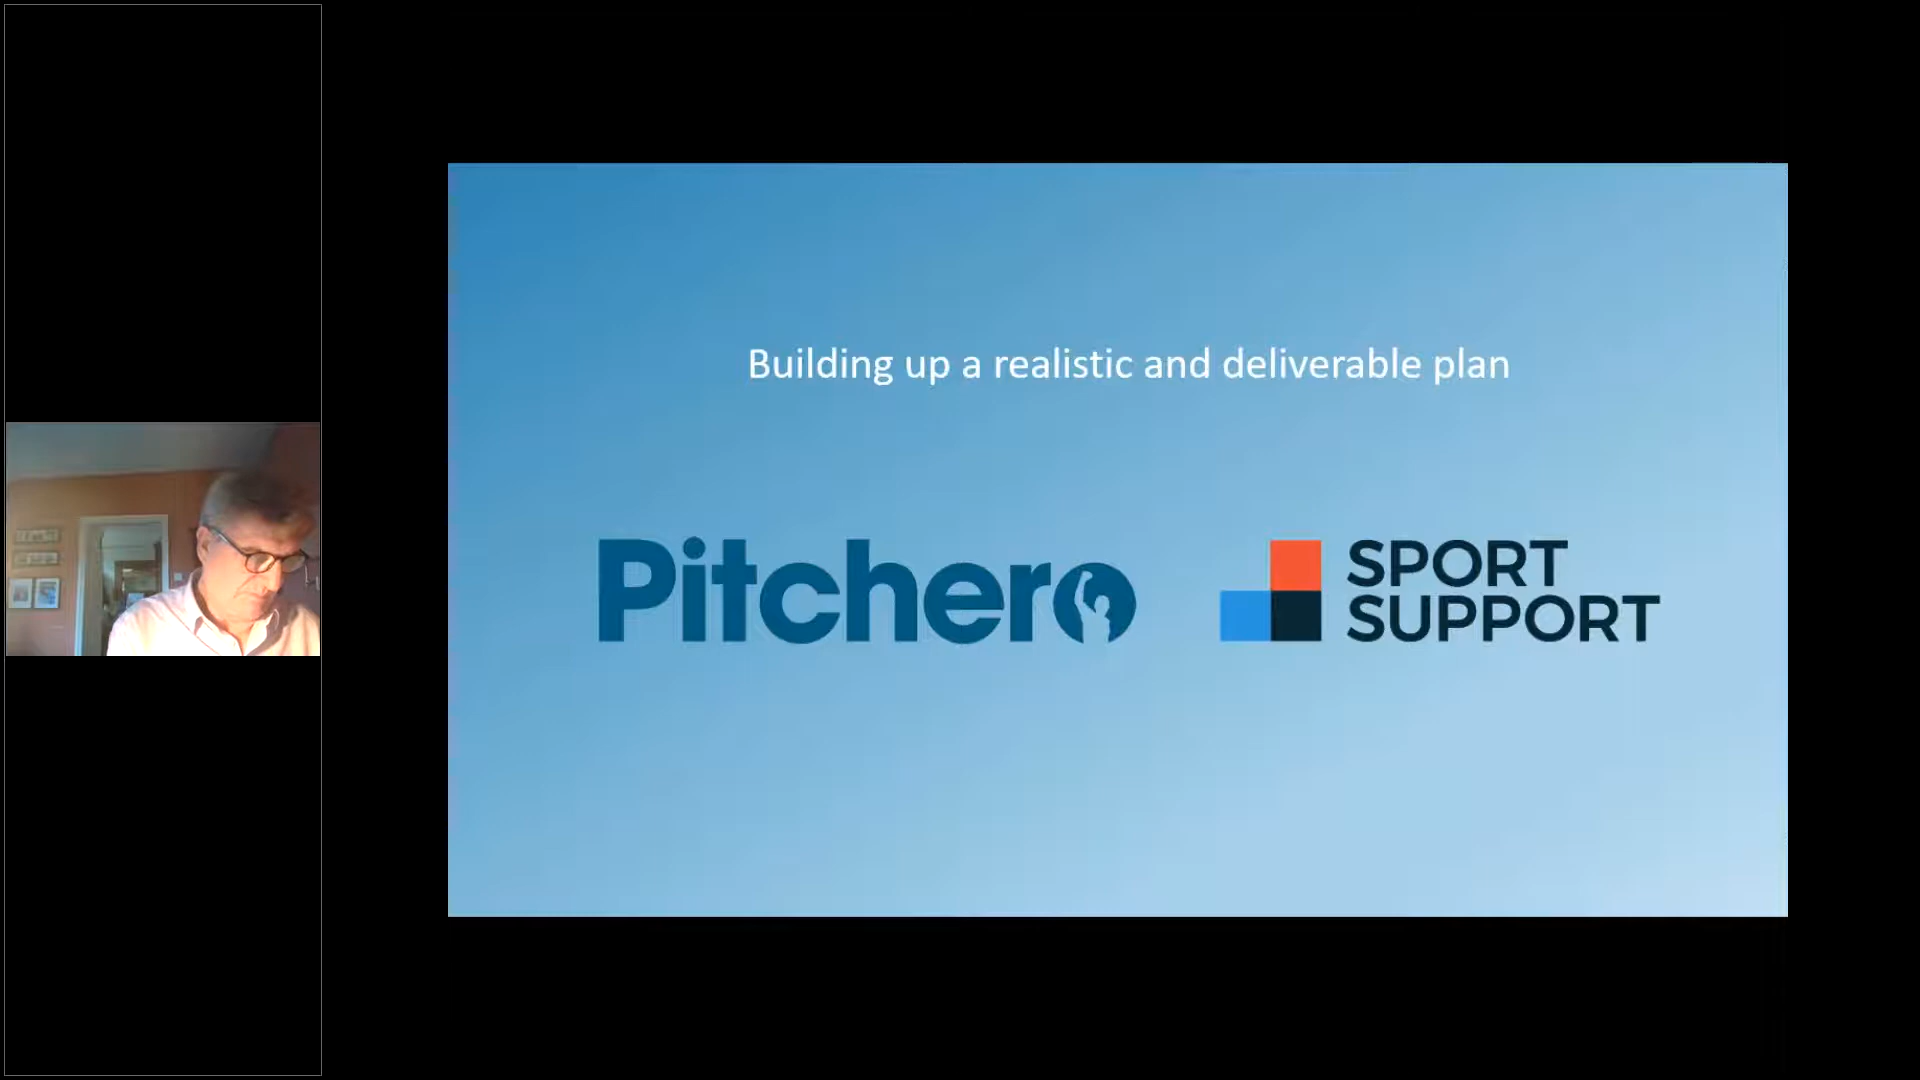 Building up a realistic and deliverable plan
Pitchero
SPORT
SUPPORT